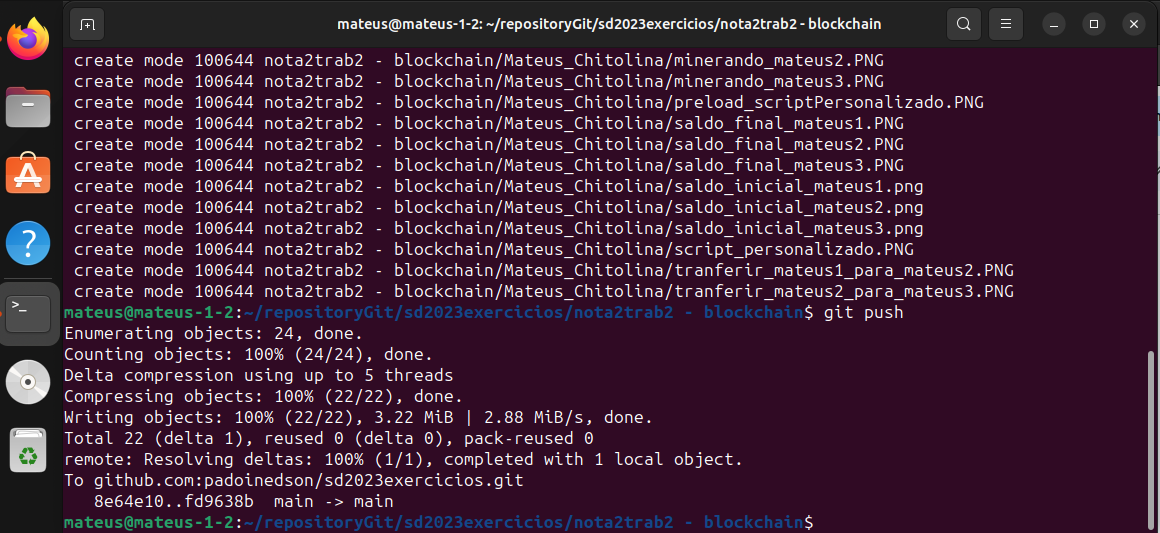 mateus@mateus-1-2: ~/repositoryGit/sd2023exercicios/nota2trab2 - blockchain
create mode 100644 nota2trab2 - blockchain/Mateus_Chitolina/minerando_mateus2.PNG
create mode 100644 nota2trab2 - blockchain/Mateus_Chitolina/minerando_mateus3.PNG
create mode 100644 nota2trab2 - blockchain/Mateus_Chitolina/preload_scriptPersonalizado.PNG
create mode 100644 nota2trab2 - blockchain/Mateus_Chitolina/saldo_final_mateus1.PNG
create mode 100644 nota2trab2 - blockchain/Mateus_Chitolina/saldo_final_mateus2.PNG
create mode 100644 nota2trab2 - blockchain/Mateus_Chitolina/saldo_final_mateus3.PNG
create mode 100644 nota2trab2 - blockchain/Mateus_Chitolina/saldo_inicial_mateus1.png
create mode 100644 nota2trab2 - blockchain/Mateus_Chitolina/saldo_inicial_mateus2.png
create mode 100644 nota2trab2 - blockchain/Mateus_Chitolina/saldo_inicial_mateus3.png
create mode 100644 nota2trab2 - blockchain/Mateus_Chitolina/script_personalizado.PNG
create mode 100644 nota2trab2 - blockchain/Mateus_Chitolina/tranferir_mateus1_para_mateus2.PNG
create mode 100644 nota2trab2 - blockchain/Mateus_Chitolina/tranferir_mateus2_para_mateus3.PNG
mateus@mateus-1-2:~/repositoryGit/sd2023exercicios/nota2trab2 - blockchain$ git push
Enumerating objects: 24, done.
Counting objects: 100% (24/24), done.
Delta compression using up to 5 threads
Compressing objects: 100% (22/22), done.
Writing objects: 100% (22/22), 3.22 MiB | 2.88 MiB/s, done.
Total 22 (delta 1), reused 0 (delta 0), pack-reused 0
remote: Resolving deltas: 100% (1/1), completed with 1 local object.
To github.com:padoinedson/sd2023exercicios.git
8e64e10..fd9638b  main -> main
mateus@mateus-1-2:~/repositoryGit/sd2023exercicios/nota2trab2 - blockchain$